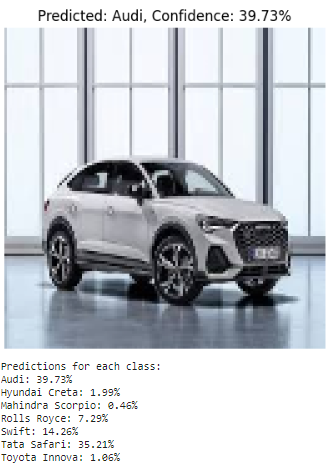 Predicted: Audi, Confidence: 39.73%
Predictions for each class:
Audi: 39.73%
Hyundai Creta: 1.99%
Mahindra Scorpio: 0.46%
Rolls Royce: 7.29%
Swift: 14.26%
Tata Safari: 35.21%
Toyota Innova: 1.06%